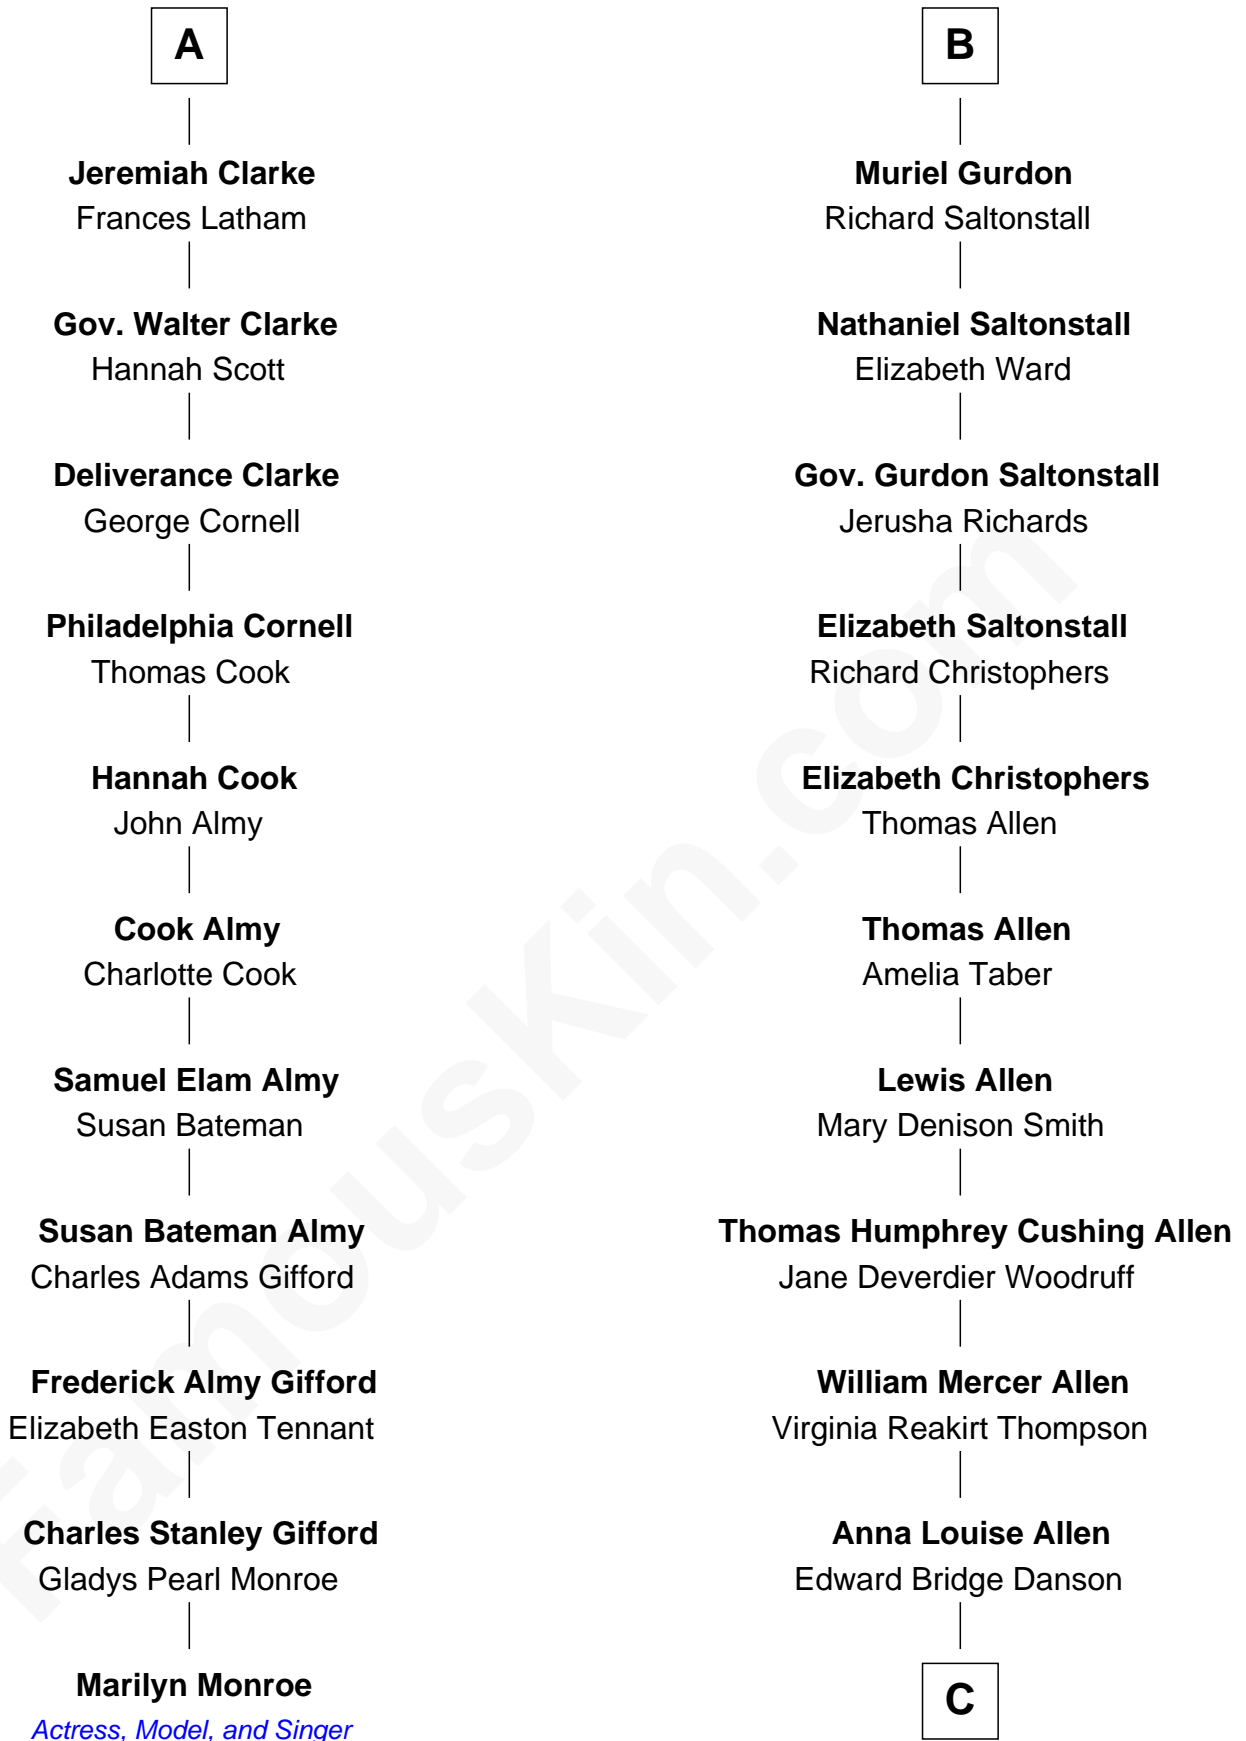 A
Jeremiah Clarke
Frances Latham
Gov. Walter Clarke
Hannah Scott
Deliverance Clarke
George Cornell
Philadelphia Cornell
Thomas Cook
Hannah Cook
John Almy
Cook Almy
Charlotte Cook
Samuel Elam Almy
Susan Bateman
Susan Bateman Almy
Charles Adams Gifford
Frederick Almy Gifford
Elizabeth Easton Tennant
Charles Stanley Gifford
Gladys Pearl Monroe
Marilyn Monroe
Actress, Model, and Singer
B
Muriel Gurdon
Richard Saltonstall
Nathaniel Saltonstall
Elizabeth Ward
Gov. Gurdon Saltonstall
Jerusha Richards
Elizabeth Saltonstall
Richard Christophers
Elizabeth Christophers
Thomas Allen
Thomas Allen
Amelia Taber
Lewis Allen
Mary Denison Smith
Thomas Humphrey Cushing Allen
Jane Deverdier Woodruff
William Mercer Allen
Virginia Reakirt Thompson
Anna Louise Allen
Edward Bridge Danson
C
FamousKin.com